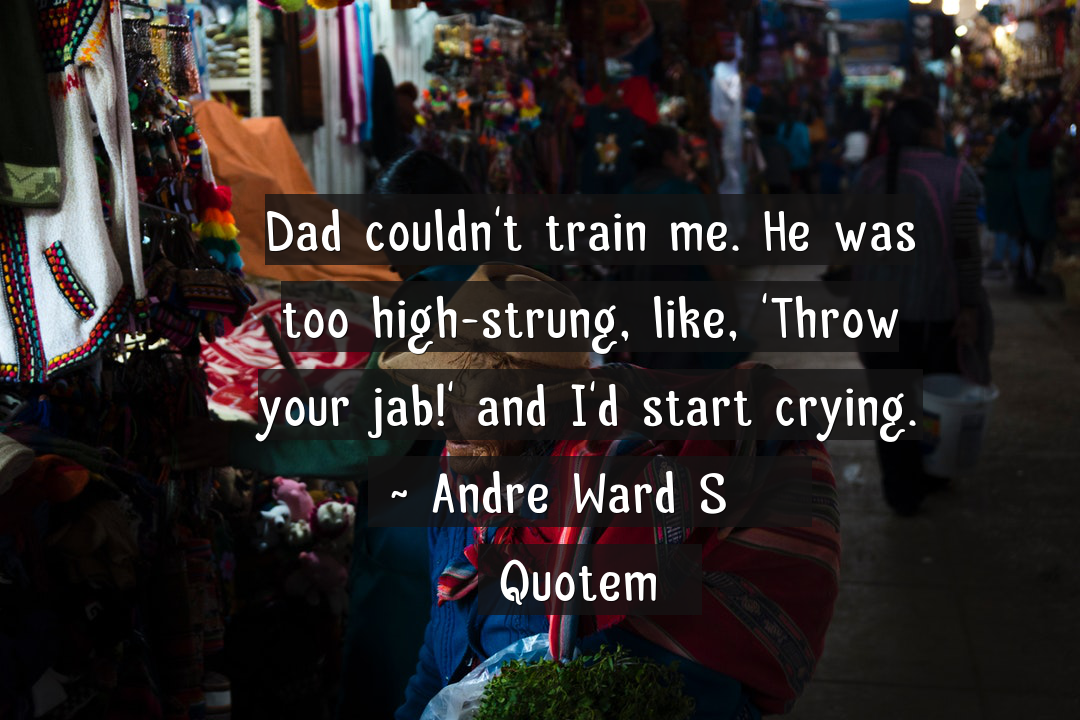 Dad couldn't train me. He was
too high-strung, like, 'Throw
your jab!' and I'd start crying.
~ Andre Ward S
Quotem